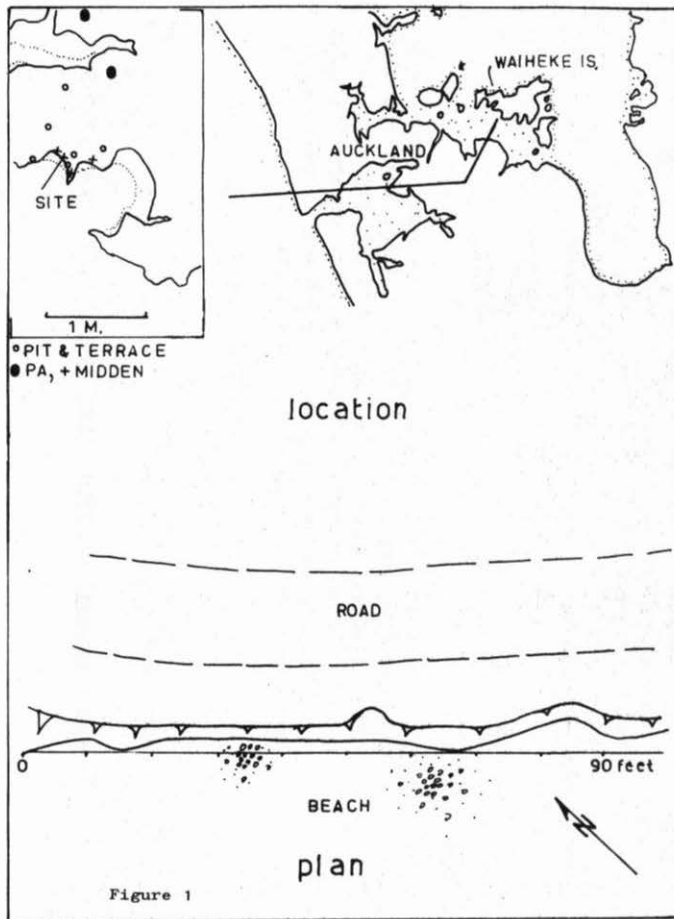 WAIHEKE IS.
AUCKLAND
SITE
1 M.
○ PIT & TERRACE
● PA, + MIDDEN
location
ROAD
0
90 feet
BEACH
N
plan
Figure 1